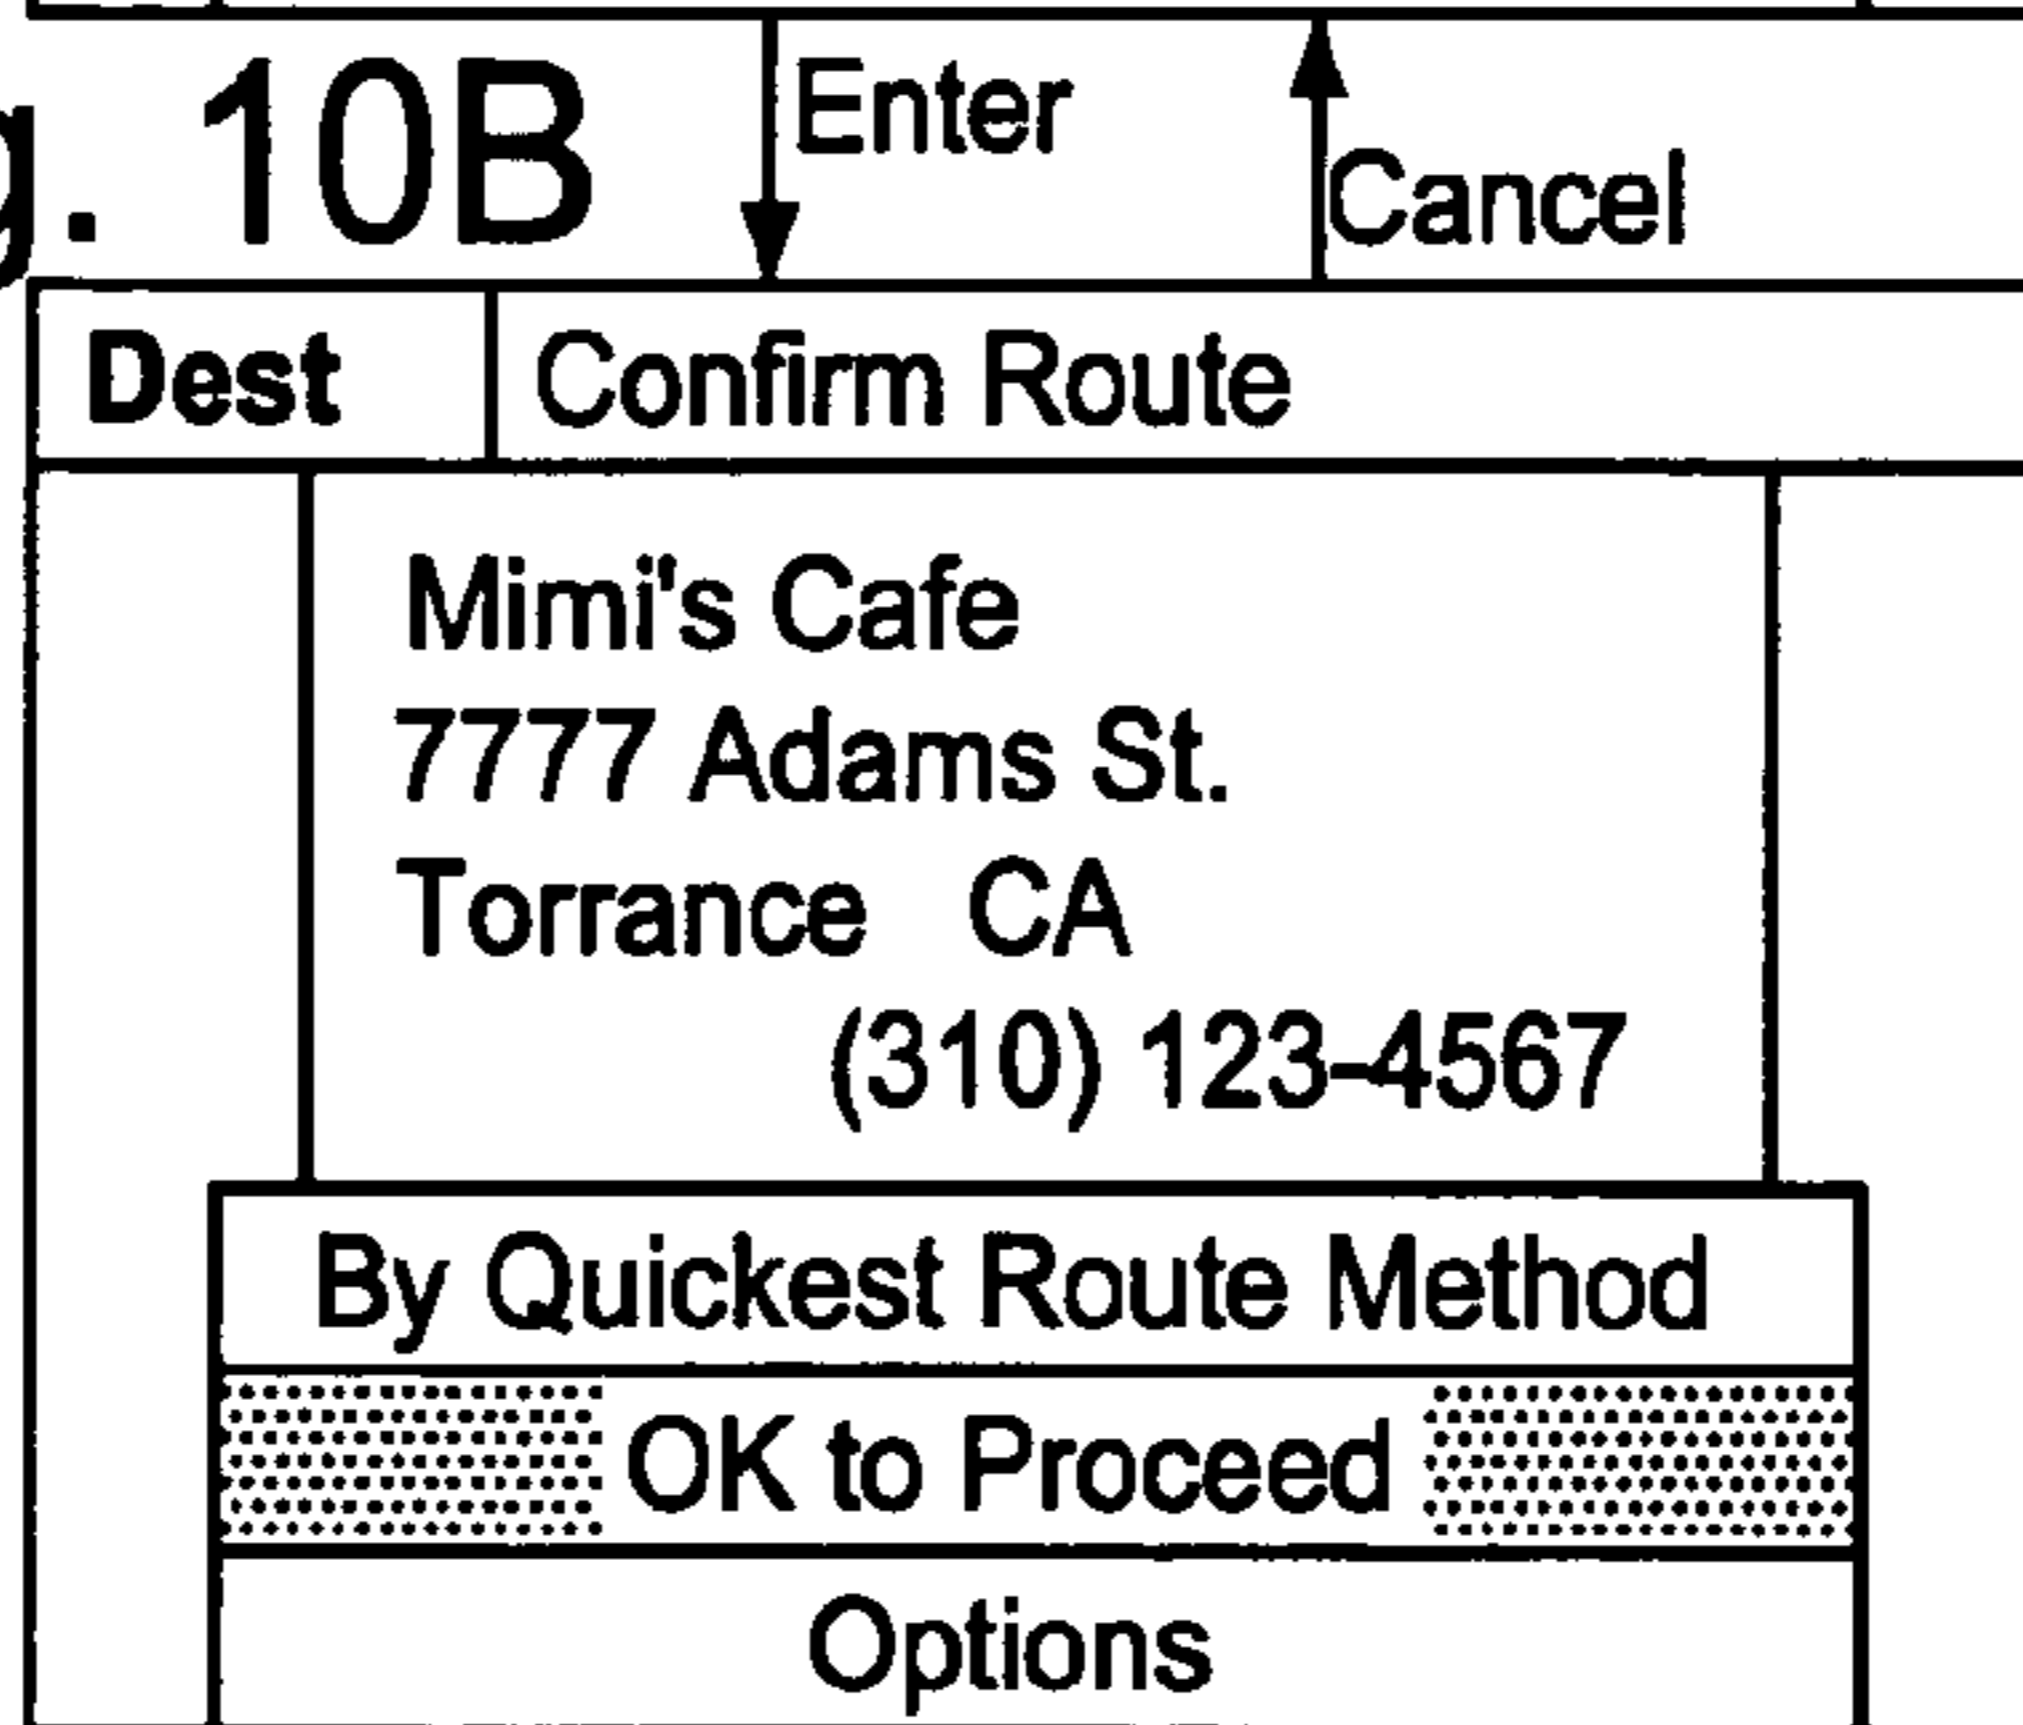 g. 10B
Enter
Cancel
Dest
Confirm Route
Mimi's Cafe
7777 Adams St.
Torrance CA
(310) 123-4567
By Quickest Route Method
OK to Proceed
Options